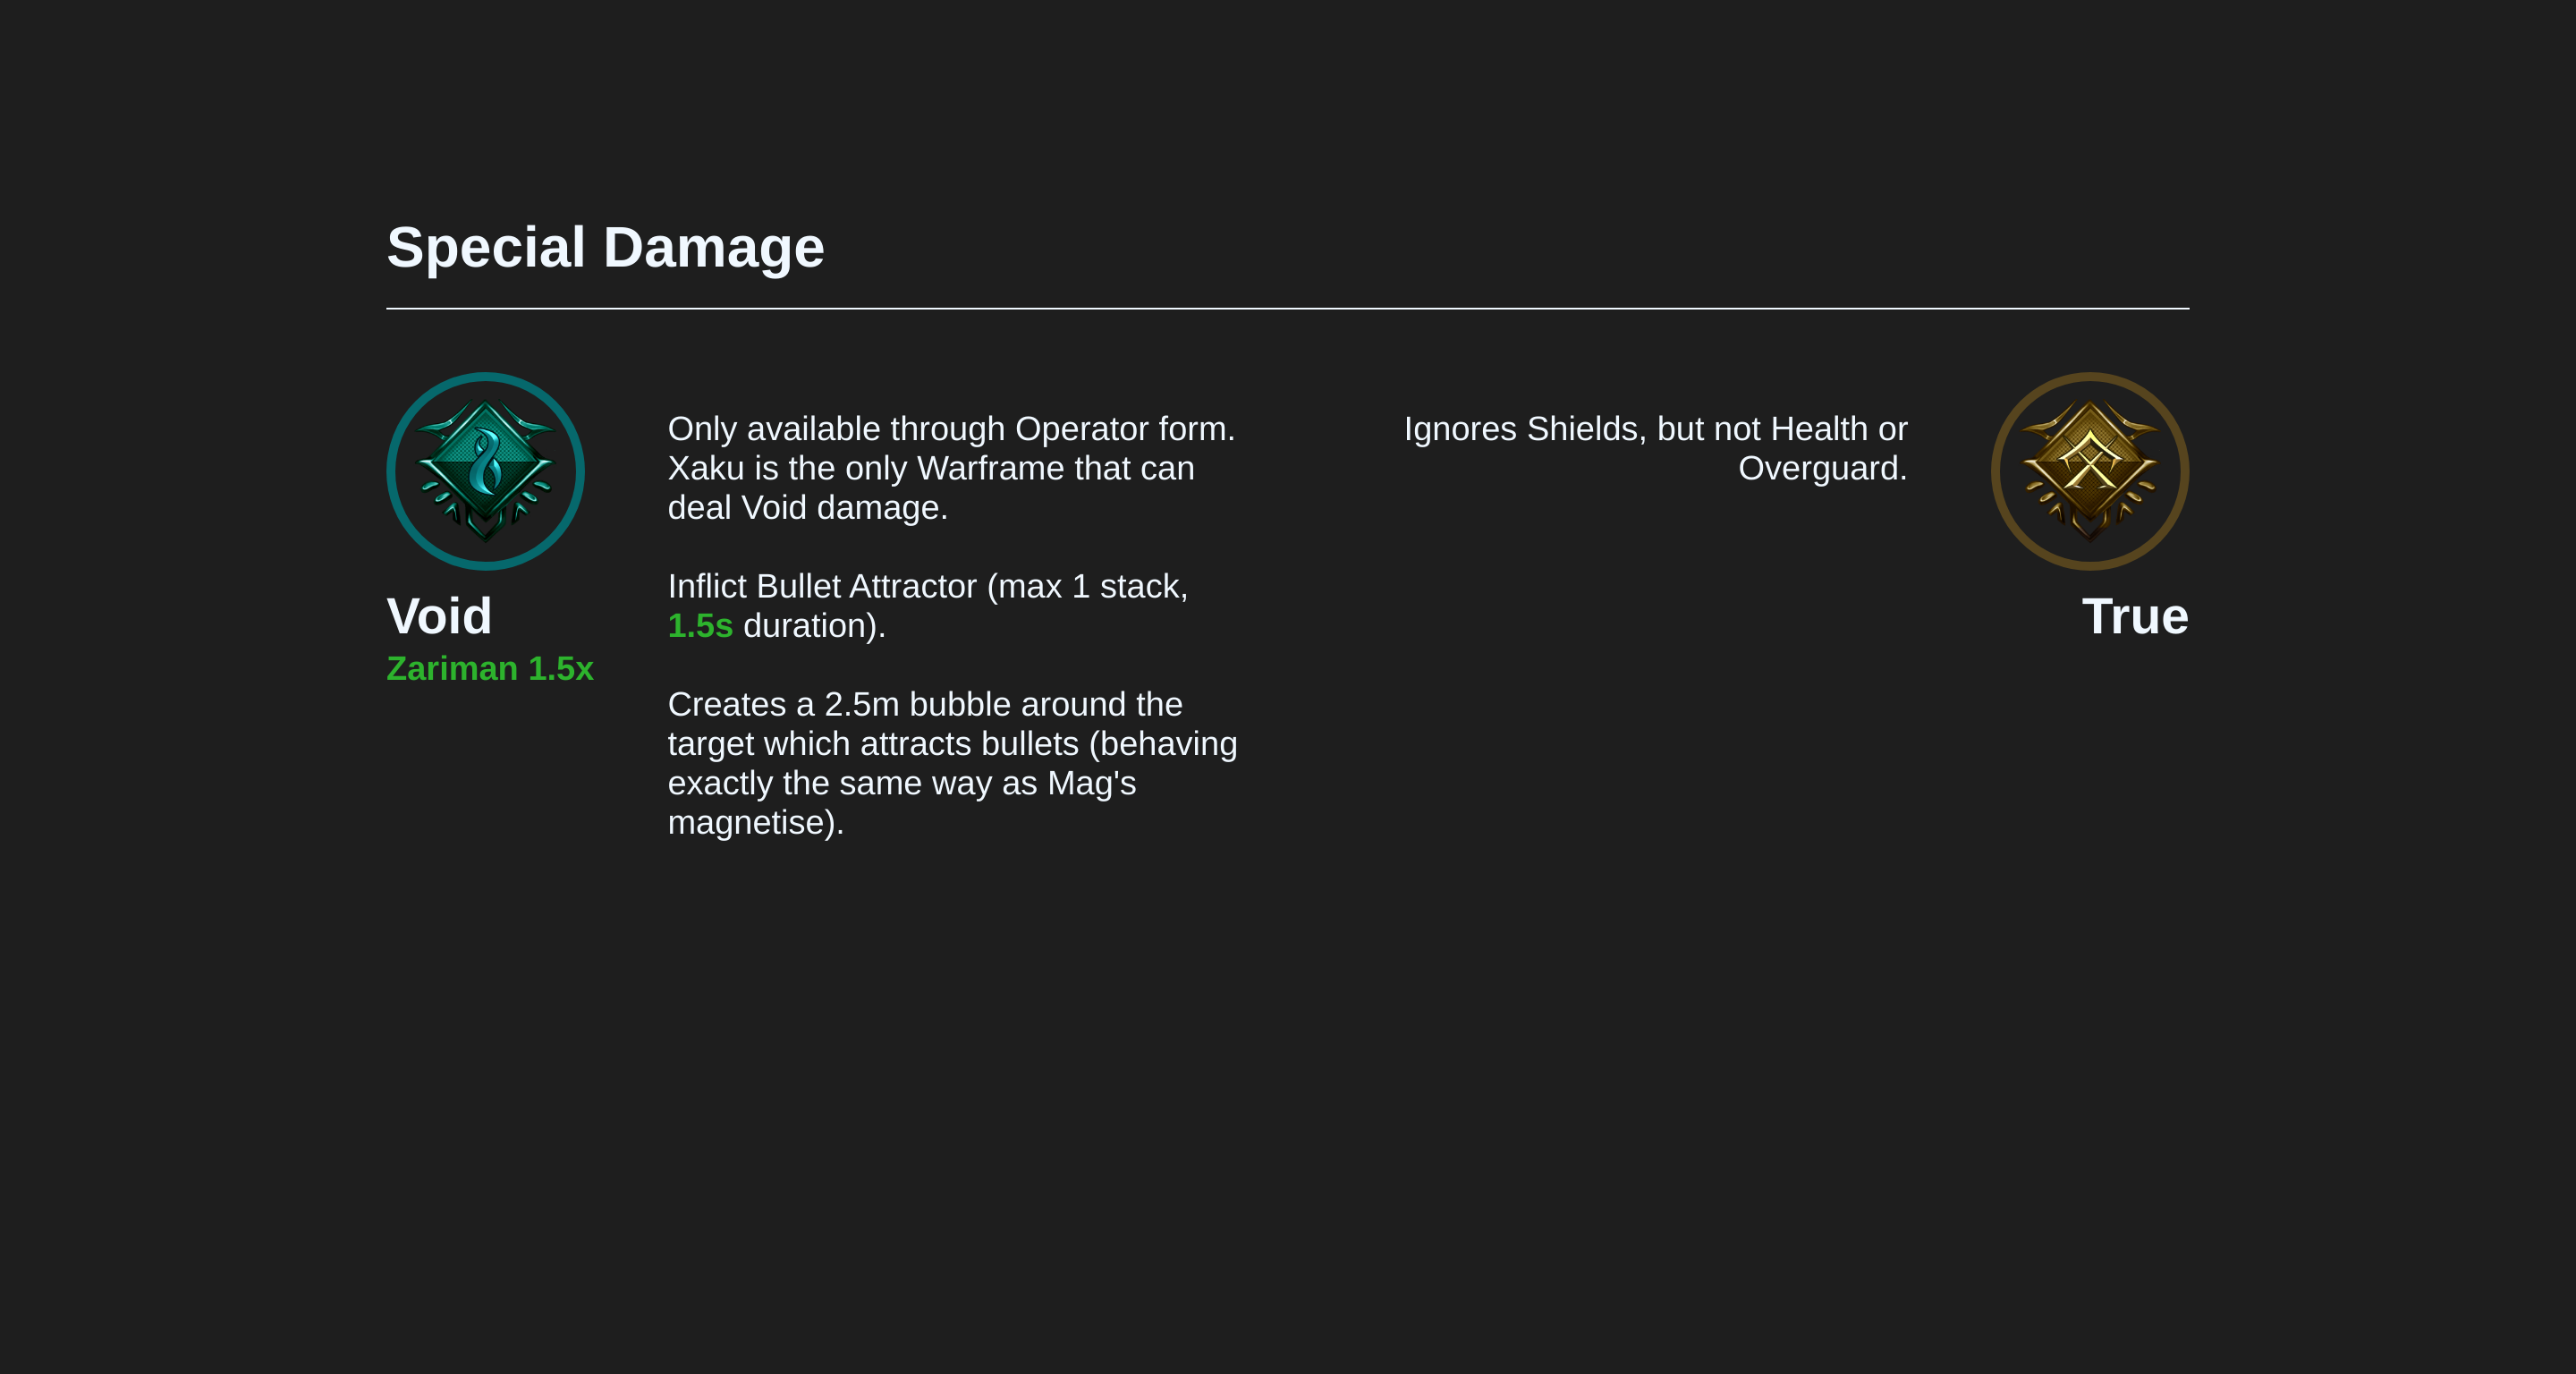 Special Damage
Void
Zariman 1.5x
Only available through Operator form.
Xaku is the only Warframe that can
deal Void damage.
Inflict Bullet Attractor (max 1 stack,
1.5s duration).
Creates a 2.5m bubble around the
target which attracts bullets (behaving
exactly the same way as Mag's
magnetise).
Ignores Shields, but not Health or
Overguard.
True